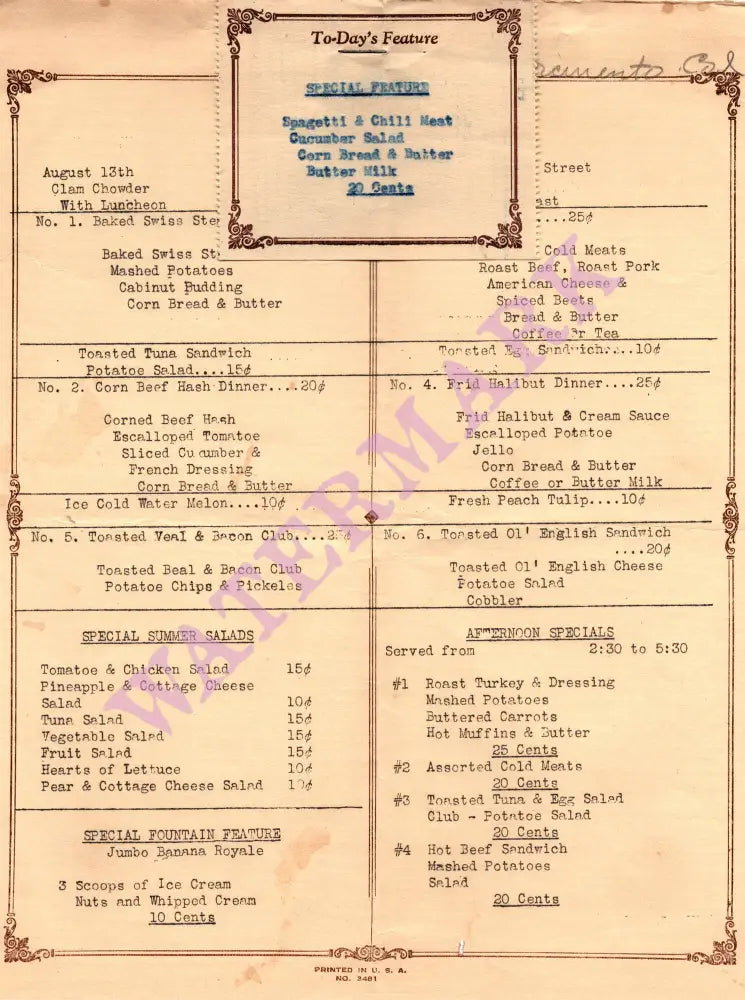 To-Day's Feature
SPECIAL FEATURE
Spagetti & Chili Meat
Cucumber Salad
Corn Bread & Butter
Butter Milk
20 Cents
August 13th
Clam Chowder
With Luncheon
No. 1. Baked Swiss
Baked Swiss
Mashed Potatoes
Cabinut Pudding
Corn Bread & Butter
Toasted Tuna Sandwich
Potatoe Salad....15¢
No. 2. Corn Beef Hash Dinner....20¢
Corned Beef Hash
Escalloped Tomatoe
Sliced Cucumber &
French Dressing
Corn Bread & Butter
Ice Cold Water Melon....10¢
No. 5. Toasted Veal & Bacon Club....
Toasted Beal & Bacon Club
Potatoe Chips & Pickeles
SPECIAL SUMMER SALADS
Tomatoe & Chicken Salad 15¢
Pineapple & Cottage Cheese
Salad 10¢
Tuna Salad 15¢
Vegetable Salad 15¢
Fruit Salad 15¢
Hearts of Lettuce 10¢
Pear & Cottage Cheese Salad 10¢
SPECIAL FOUNTAIN FEATURE
Jumbo Banana Royale
3 Scoops of Ice Cream
Nuts and Whipped Cream
10 Cents
Street
....25¢
Cold Meats
Roast Beef, Roast Pork
American Cheese &
Spiced Beets
Bread & Butter
Coffee or Tea
Toasted Egg Sandwich....10¢
No. 4. Frid Halibut Dinner....25¢
Frid Halibut & Cream Sauce
Escalloped Potatoe
Jello
Corn Bread & Butter
Coffee or Butter Milk
Fresh Peach Tulip....10¢
No. 6. Toasted Ol' English Sandwich
....20¢
Toasted Ol' English Cheese
Potatoe Salad
Cobbler
AFTERNOON SPECIALS
Served from 2:30 to 5:30
#1 Roast Turkey & Dressing
Mashed Potatoes
Buttered Carrots
Hot Muffins & Butter
25 Cents
#2 Assorted Cold Meats
20 Cents
#3 Toasted Tuna & Egg Salad
Club - Potatoe Salad
20 Cents
#4 Hot Beef Sandwich
Mashed Potatoes
Salad
20 Cents
PRINTED IN U. S. A.
NO. 3481
WATERMARK